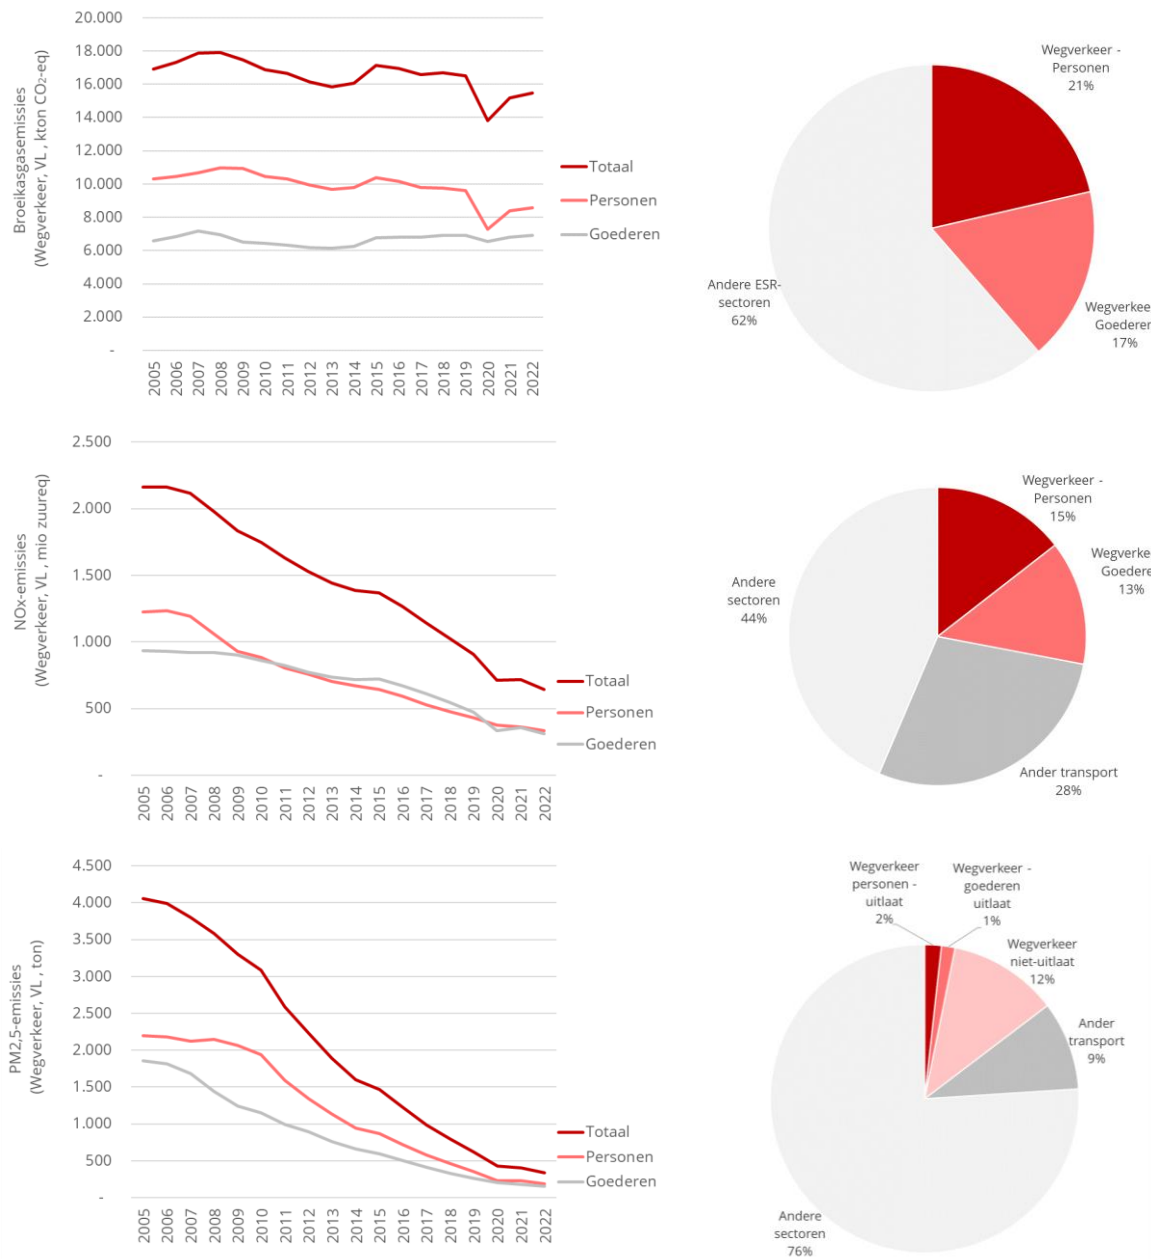 Broeikasgasemissies
(Wegverkeer, VL , kton CO₂-eq)
20.000
18.000
16.000
14.000
12.000
10.000
8.000
6.000
4.000
2.000
-
2005
2006
2007
2008
2009
2010
2011
2012
2013
2014
2015
2016
2017
2018
2019
2020
2021
2022
Totaal
Personen
Goederen
Wegverkeer -
Personen
21%
Wegverkee
Goederen
17%
Andere ESR-
sectoren
62%
NOx-emissies
(Wegverkeer, VL , mio zuureq)
2.500
2.000
1.500
1.000
500
-
2005
2006
2007
2008
2009
2010
2011
2012
2013
2014
2015
2016
2017
2018
2019
2020
2021
2022
Totaal
Personen
Goederen
Wegverkeer -
Personen
15%
Wegverkee
Goedere
13%
Ander transport
28%
Andere
sectoren
44%
PM2,5-emissies
(Wegverkeer, VL , ton)
4.500
4.000
3.500
3.000
2.500
2.000
1.500
1.000
500
-
2005
2006
2007
2008
2009
2010
2011
2012
2013
2014
2015
2016
2017
2018
2019
2020
2021
2022
Totaal
Personen
Goederen
Wegverkeer
personen -
uitlaat
2%
Wegverkeer -
goederen
uitlaat
1%
Wegverkeer
niet-uitlaat
12%
Ander
transport
9%
Andere
sectoren
76%